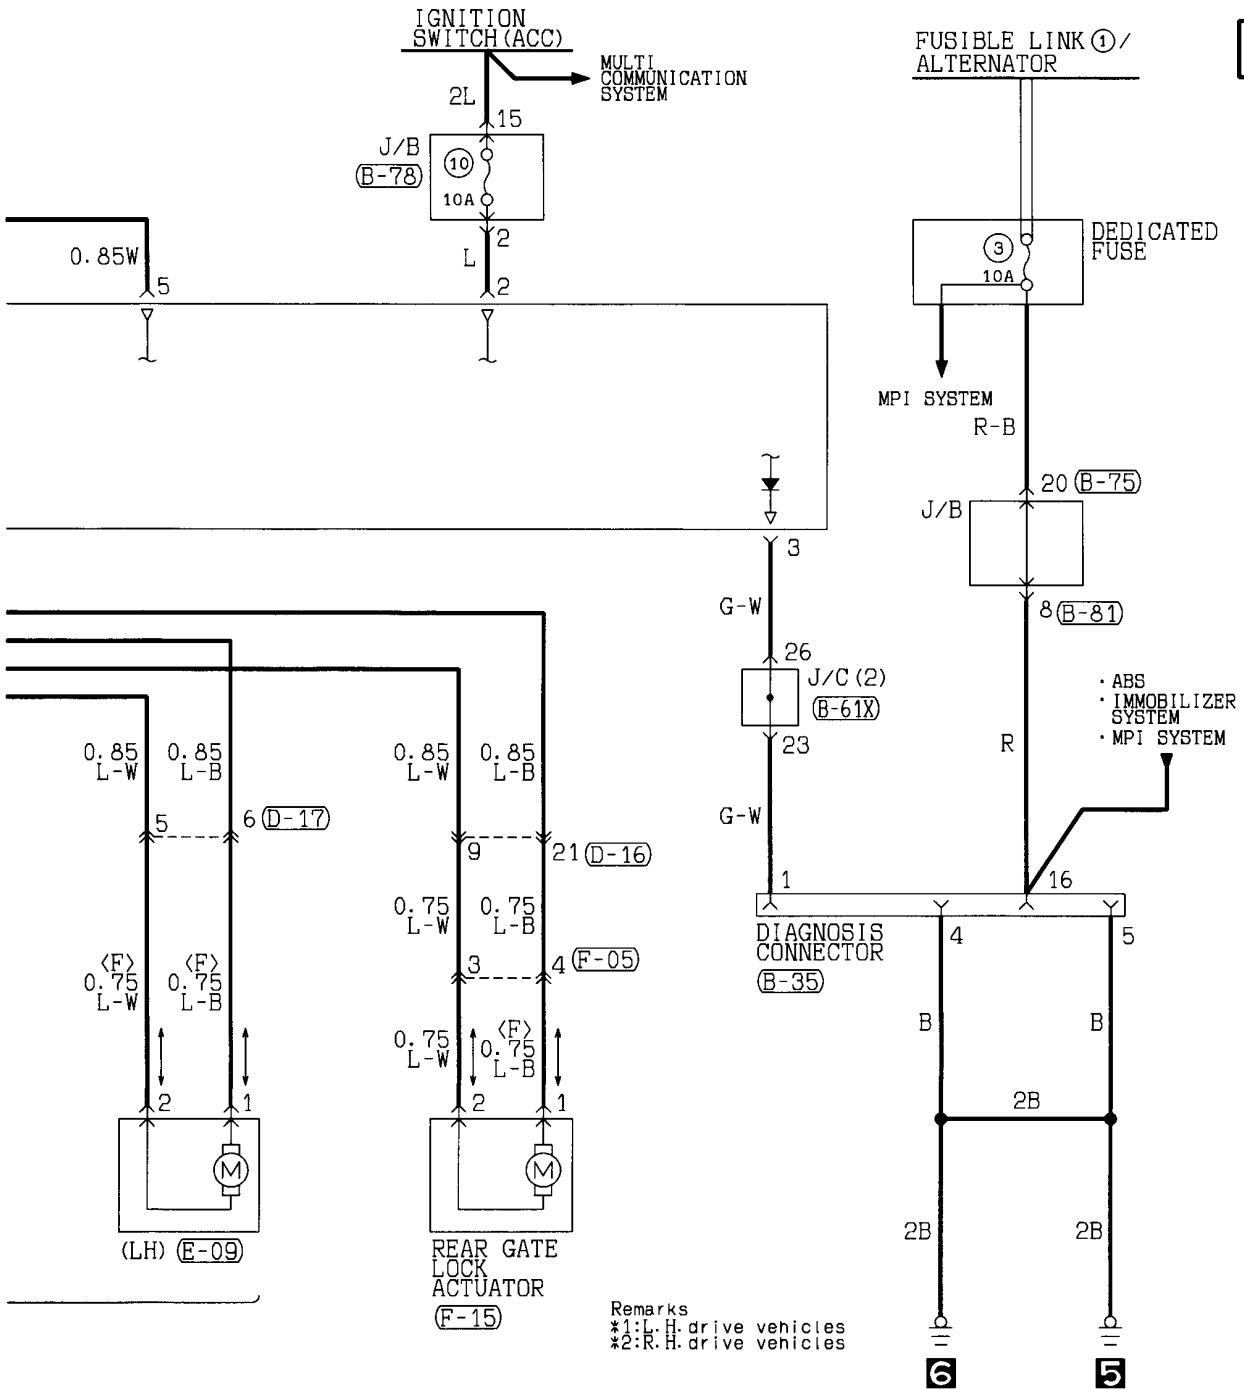 IGNITION
SWITCH(ACC)
FUSIBLE LINK ① /
ALTERNATOR
MULTI
COMMUNICATION
SYSTEM
2L
15
J/B
(B-78)
10
10A
2
L
2
0.85W
5
DEDICATED
FUSE
3
10A
MPI SYSTEM
R-B
20 (B-75)
J/B
8 (B-81)
3
G-W
26
J/C(2)
(B-61X)
23
G-W
R
・ABS
・IMMOBILIZER
SYSTEM
・MPI SYSTEM
0.85
L-W
0.85
L-B
0.85
L-W
0.85
L-B
5
6 (D-17)
9
21 (D-16)
1
16
DIAGNOSIS
CONNECTOR
(B-35)
4
5
0.75
L-W
0.75
L-B
3
4 (F-05)
<F>
0.75
L-W
<F>
0.75
L-B
0.75
L-W
<F>
0.75
L-B
B
B
2
1
2
1
2B
M
M
2B
2B
(LH) (E-09)
REAR GATE
LOCK
ACTUATOR
(F-15)
Remarks
*1:L.H.drive vehicles
*2:R.H.drive vehicles
6
5